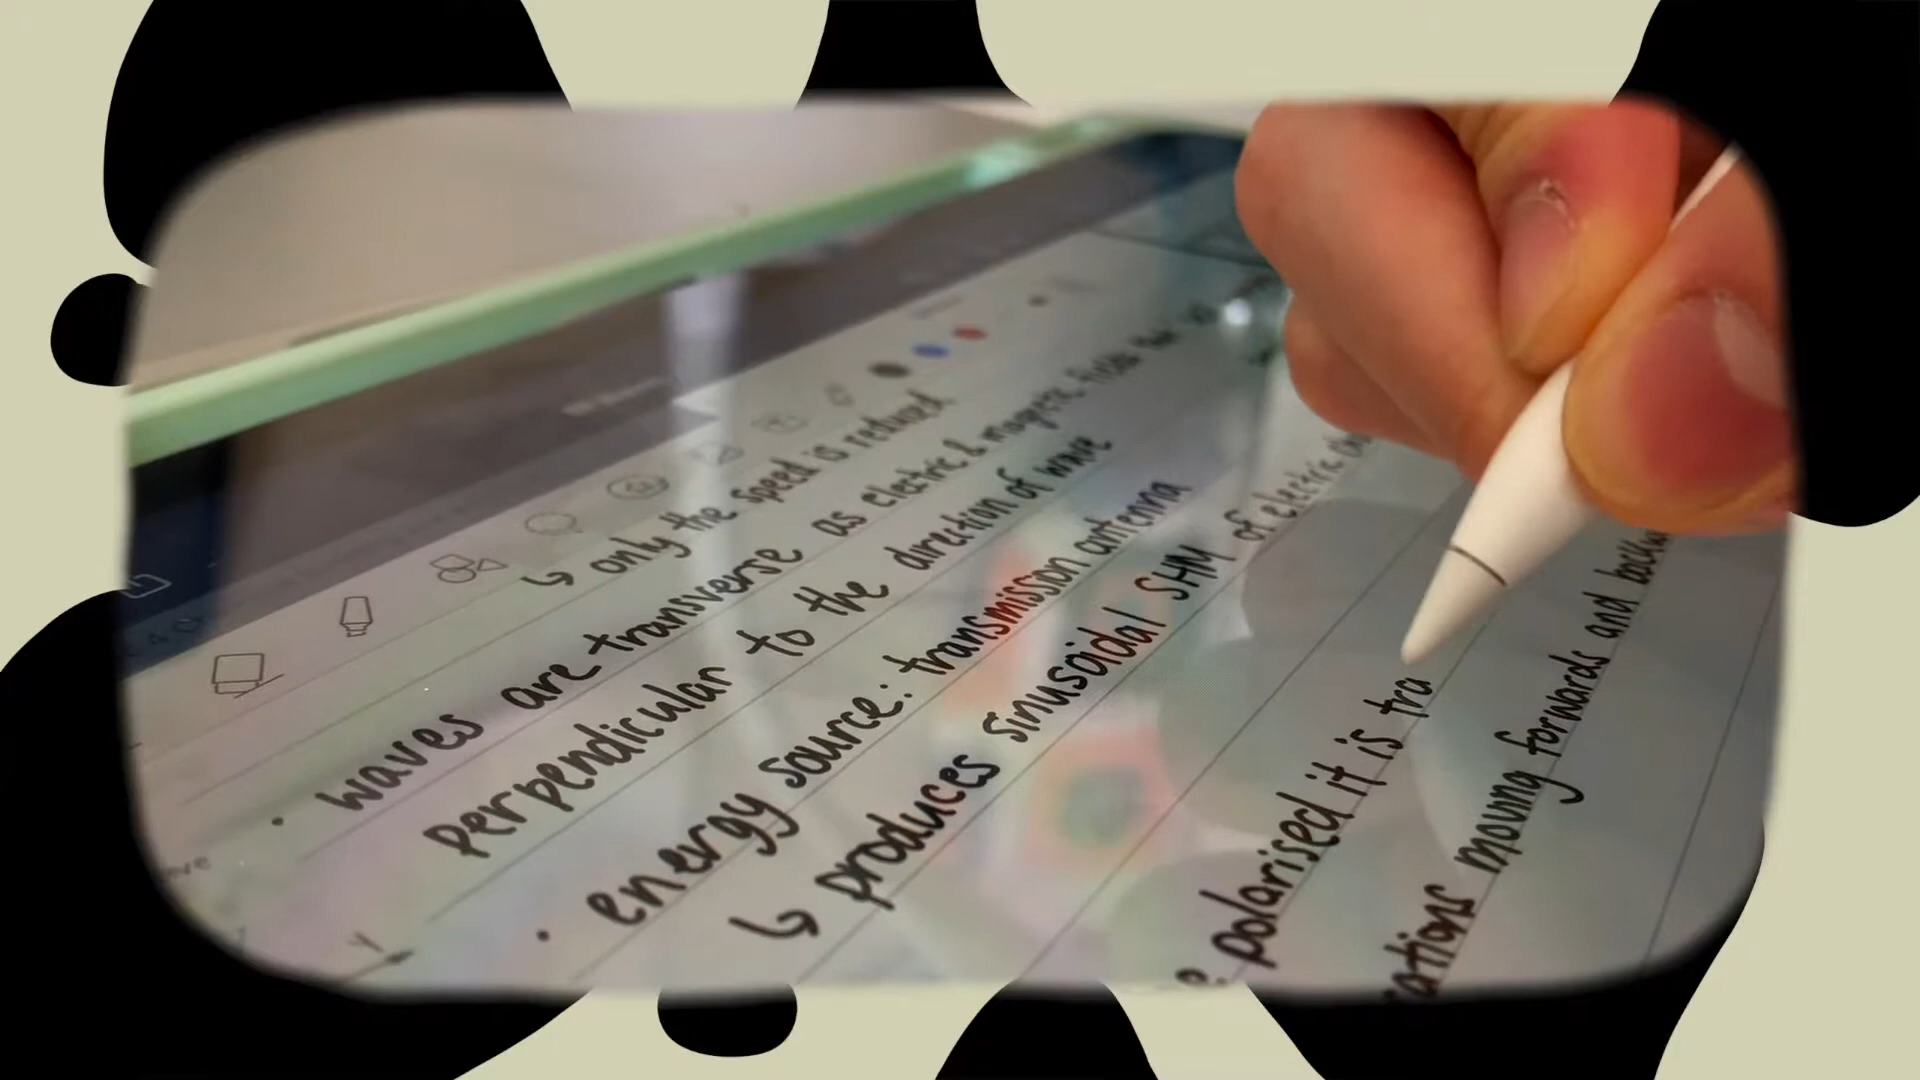 ↳ only the speed is reduced
• waves are transverse as electric & magnetic fields that
perpendicular to the direction of wave
• energy source: transmission antenna
↳ produces sinusoidal SHM of electric
polarised it is tra
moving forwards and